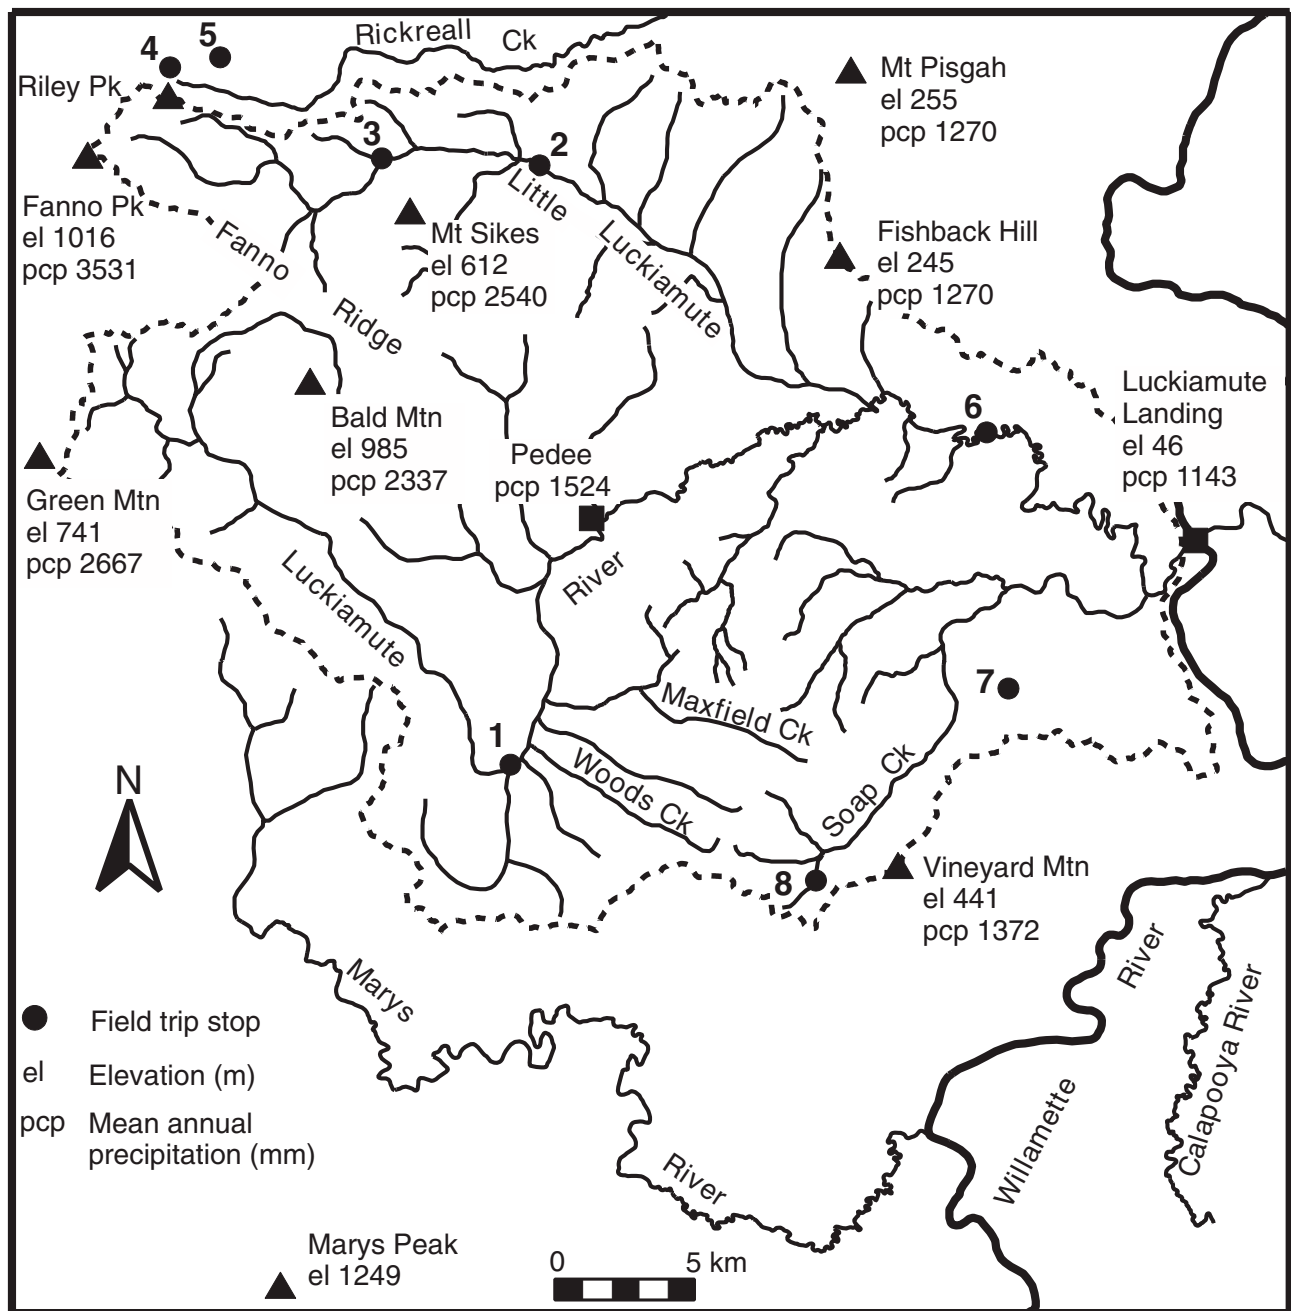 Rickreall Ck
4
5
Riley Pk
Mt Pisgah
el 255
pcp 1270
3
2
Little Luckiamute
Fanno Pk
el 1016
pcp 3531
Fanno Ridge
Mt Sikes
el 612
pcp 2540
Fishback Hill
el 245
pcp 1270
Luckiamute
Landing
el 46
pcp 1143
6
Bald Mtn
el 985
pcp 2337
Pedee
pcp 1524
Green Mtn
el 741
pcp 2667
Luckiamute River
7
Maxfield Ck
1
Woods Ck
Soap Ck
N
8
Vineyard Mtn
el 441
pcp 1372
Marys River
Willamette River
Calapooya River
Field trip stop
el Elevation (m)
pcp Mean annual
precipitation (mm)
Marys Peak
el 1249
0 5 km